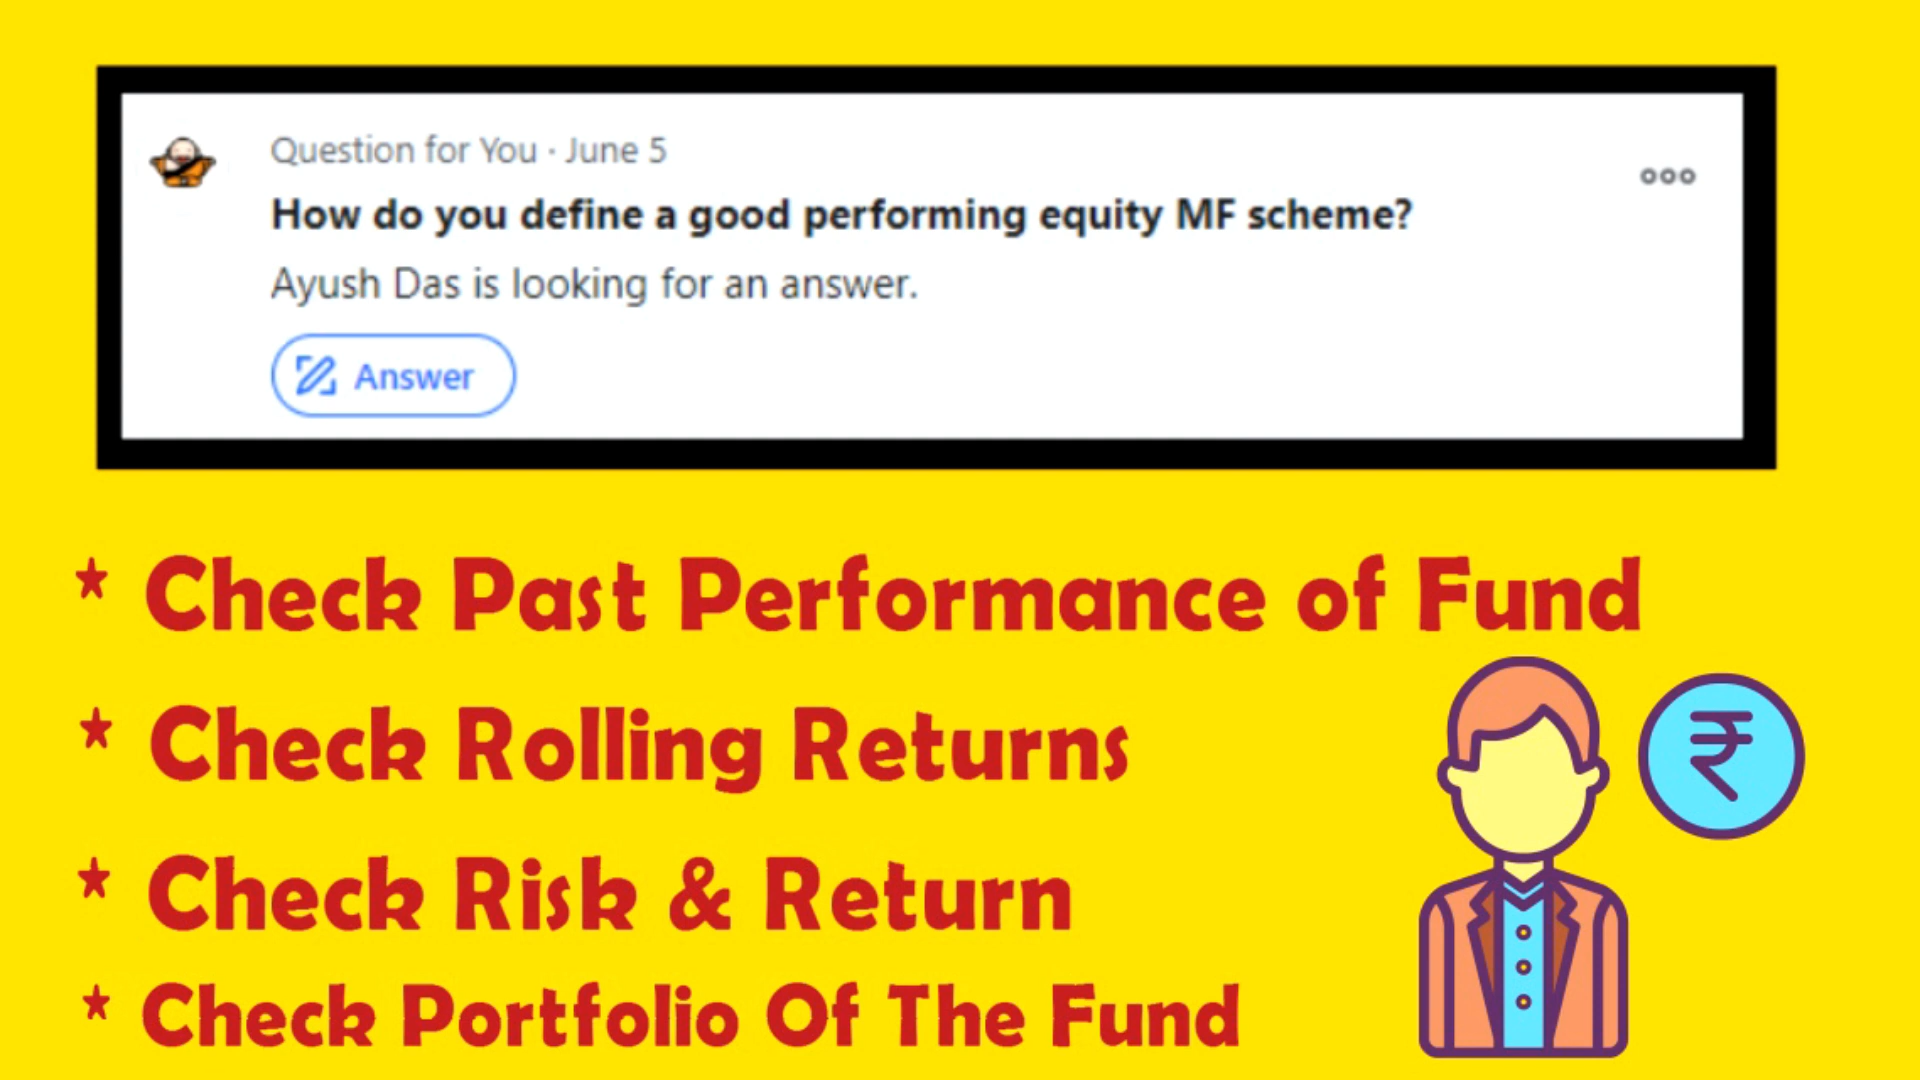 Question for You · June 5
How do you define a good performing equity MF scheme?
Ayush Das is looking for an answer.
Answer
* Check Past Performance of Fund
* Check Rolling Returns
₹
* Check Risk & Return
* Check Portfolio Of The Fund